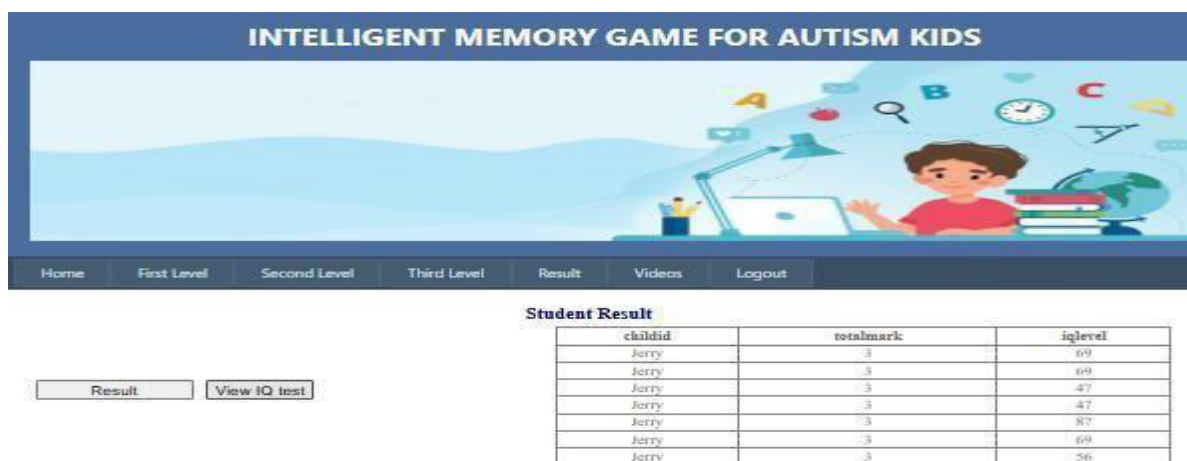 INTELLIGENT MEMORY GAME FOR AUTISM KIDS
A B C
Home First Level Second Level Third Level Result Videos Logout
Student Result
childid totalmark iqlevel
Jerry 3 69
Jerry 3 69
Result View IQ test
Jerry 3 47
Jerry 3 47
Jerry 3 87
Jerry 3 69
Jerry 3 56